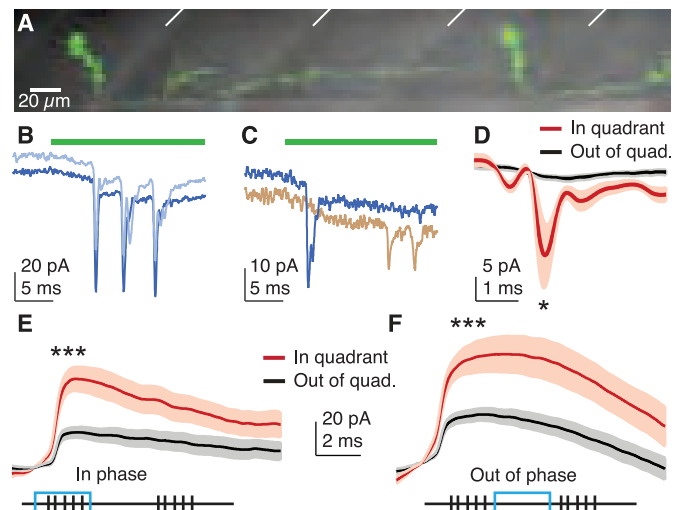 A
20 µm
B
C
D
In quadrant
Out of quad.
20 pA
5 ms
10 pA
5 ms
5 pA
1 ms
*
E
***
In quadrant
Out of quad.
20 pA
2 ms
F
***
In phase
Out of phase